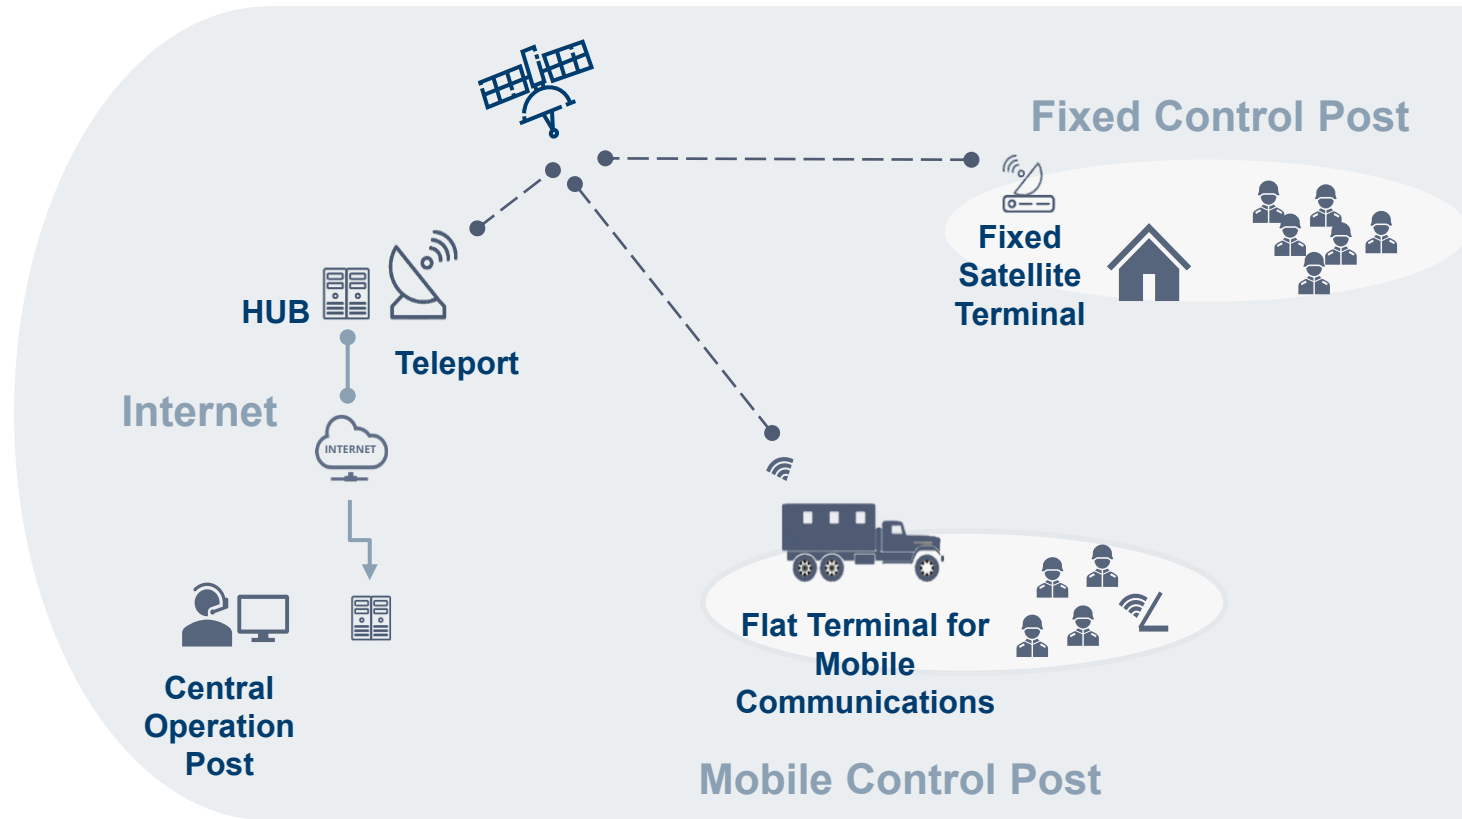 Fixed Control Post
Fixed
Satellite
Terminal
HUB
Teleport
Internet
INTERNET
Flat Terminal for
Mobile
Communications
Central
Operation
Post
Mobile Control Post